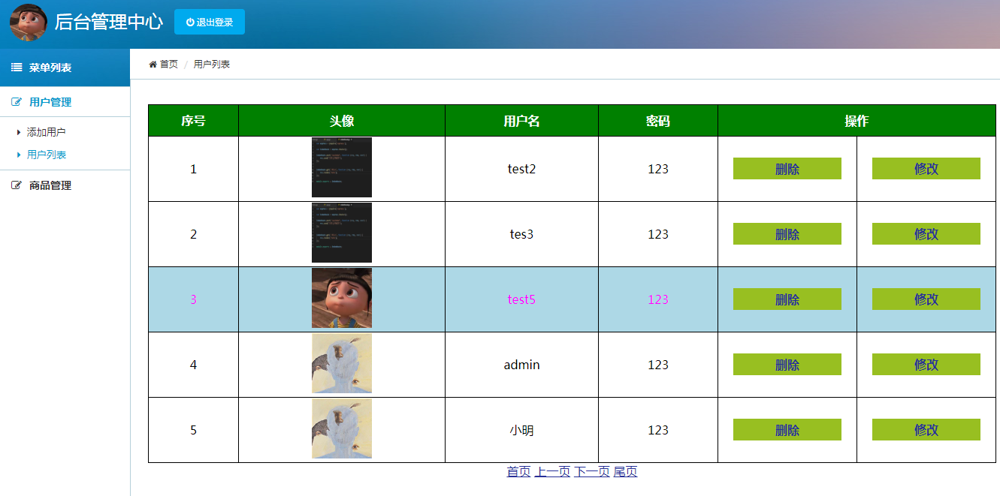 后台管理中心 退出登录
菜单列表
首页 / 用户列表
用户管理
添加用户
用户列表
商品管理
序号 头像 用户名 密码 操作
1 test2 123 删除 修改
2 tes3 123 删除 修改
3 test5 123 删除 修改
4 admin 123 删除 修改
5 小明 123 删除 修改
首页 上一页 下一页 尾页